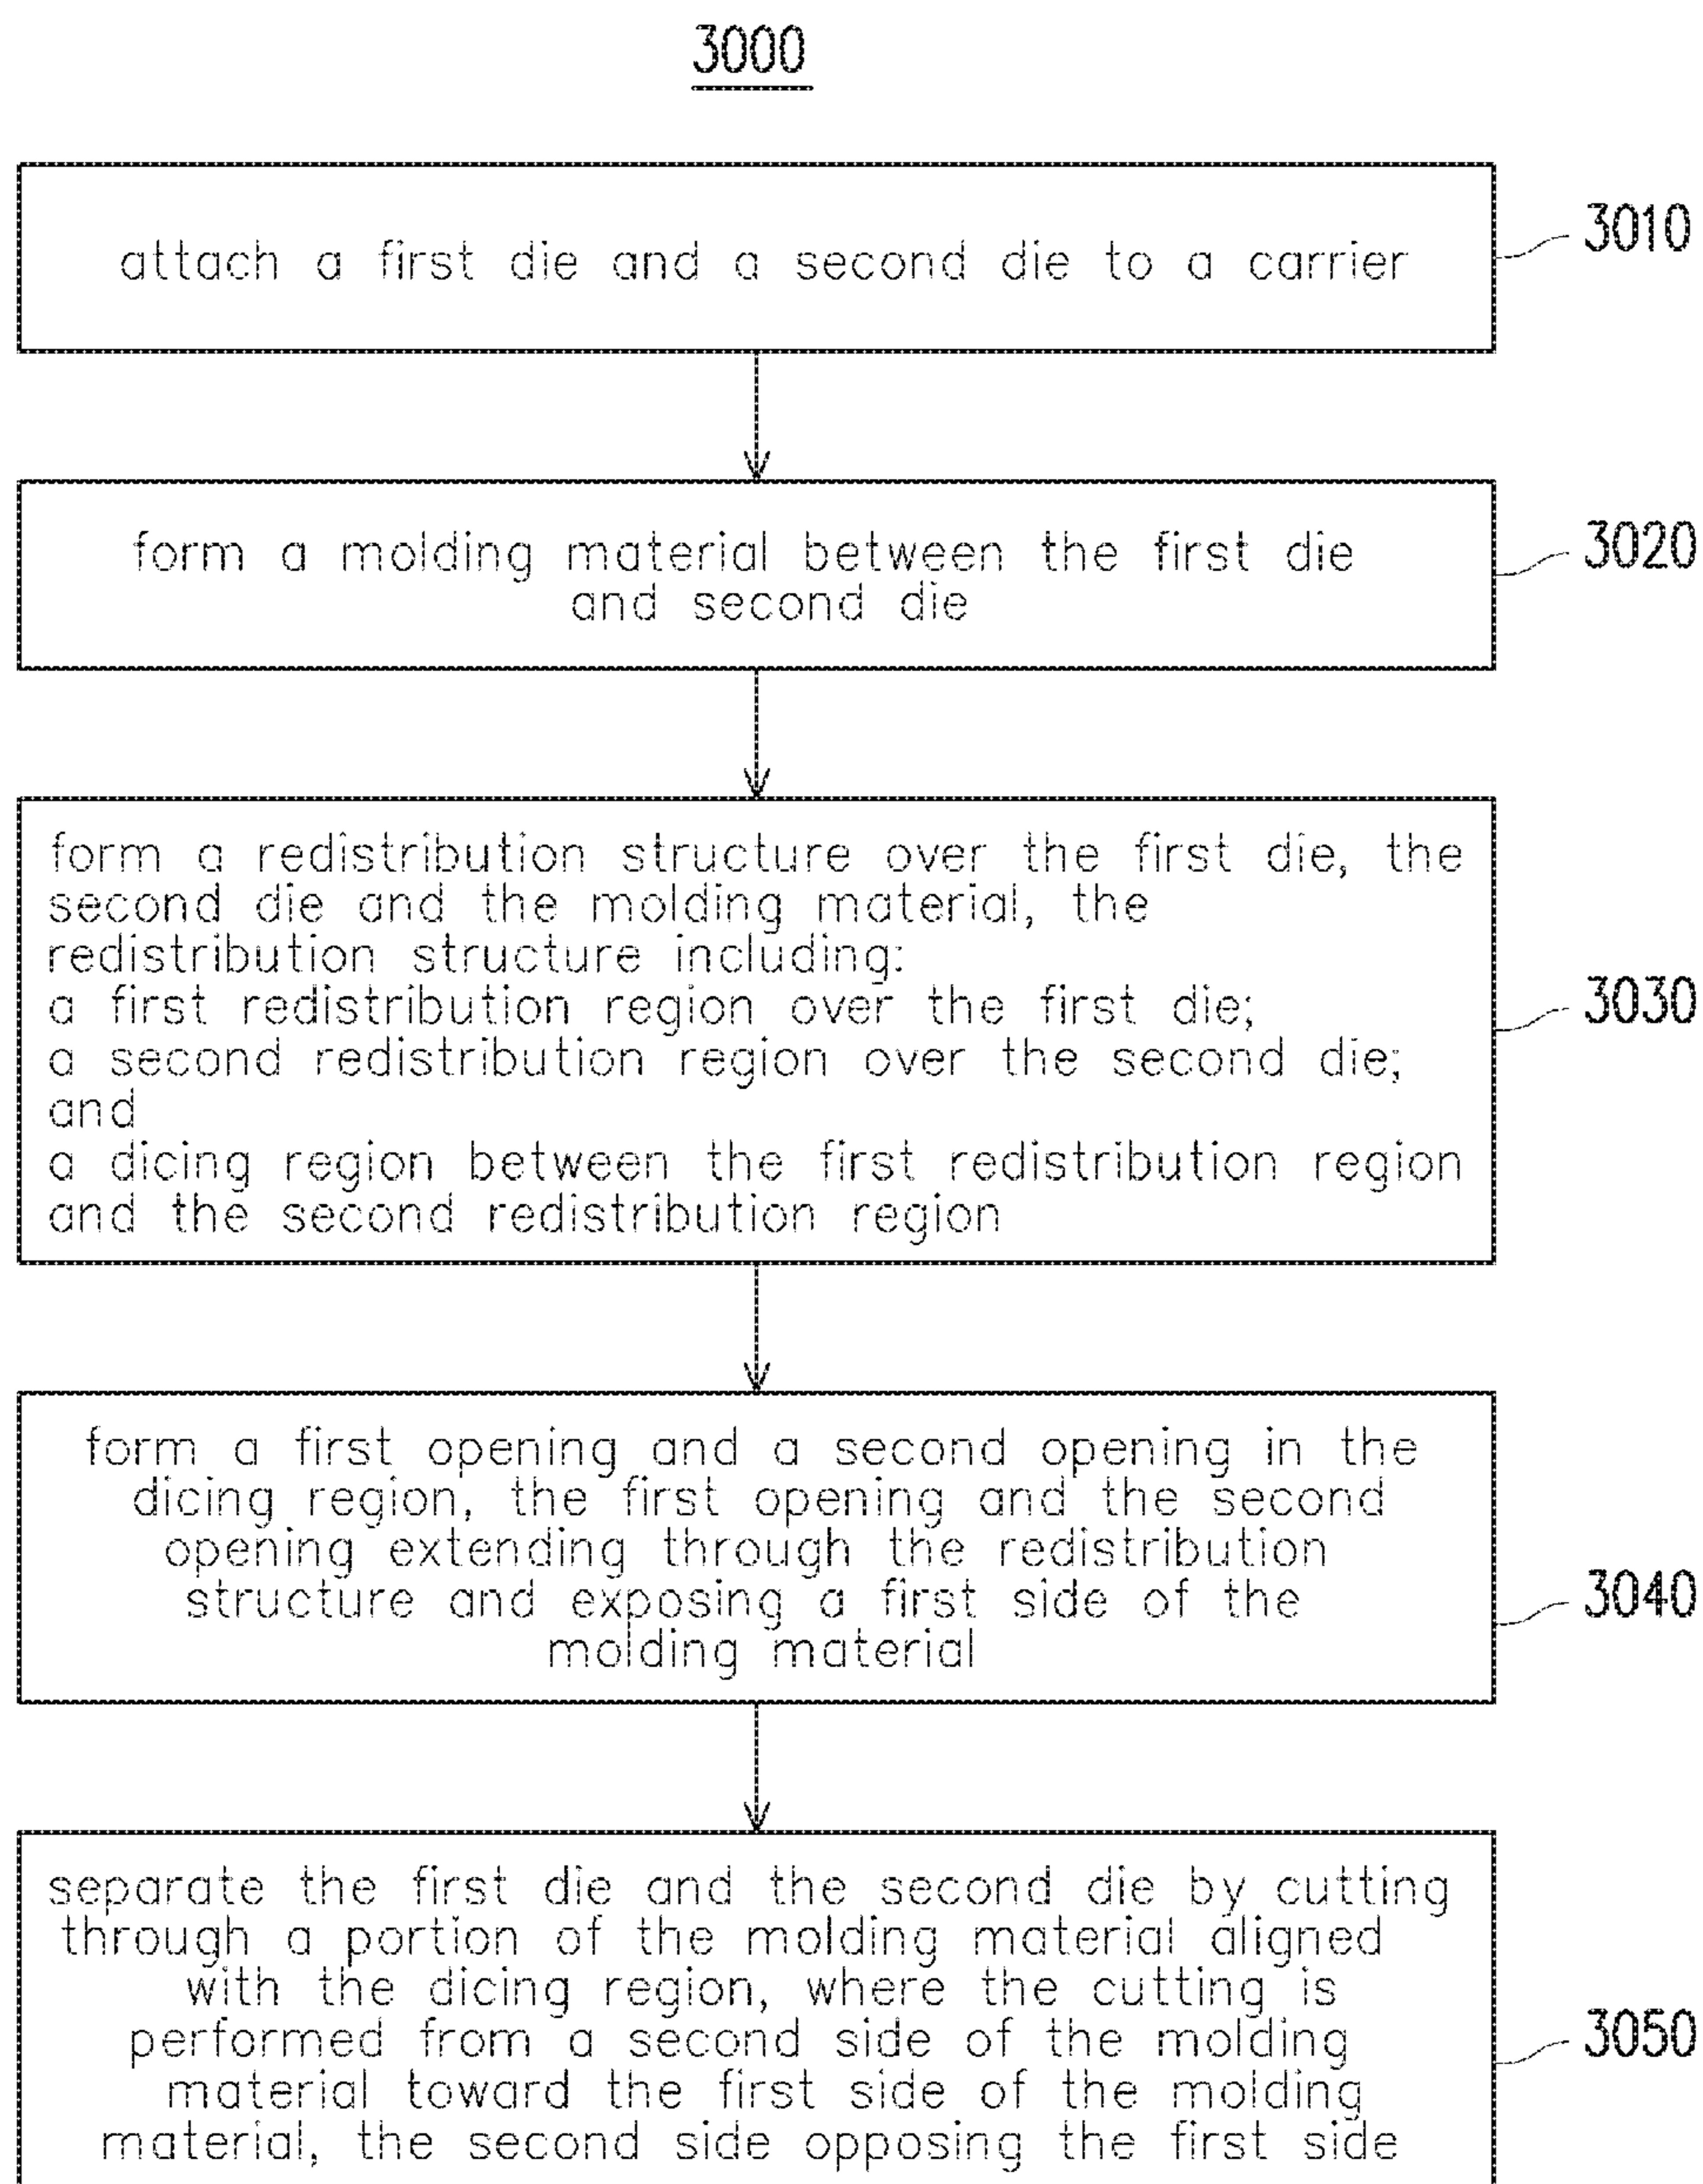 3000
attach a first die and a second die to a carrier
3010
form a molding material between the first die
and second die
3020
form a redistribution structure over the first die, the
second die and the molding material, the
redistribution structure including:
a first redistribution region over the first die;
a second redistribution region over the second die;
and
a dicing region between the first redistribution region
and the second redistribution region
3030
form a first opening and a second opening in the
dicing region, the first opening and the second
opening extending through the redistribution
structure and exposing a first side of the
molding material
3040
separate the first die and the second die by cutting
through a portion of the molding material aligned
with the dicing region, where the cutting is
performed from a second side of the molding
material toward the first side of the molding
material, the second side opposing the first side
3050